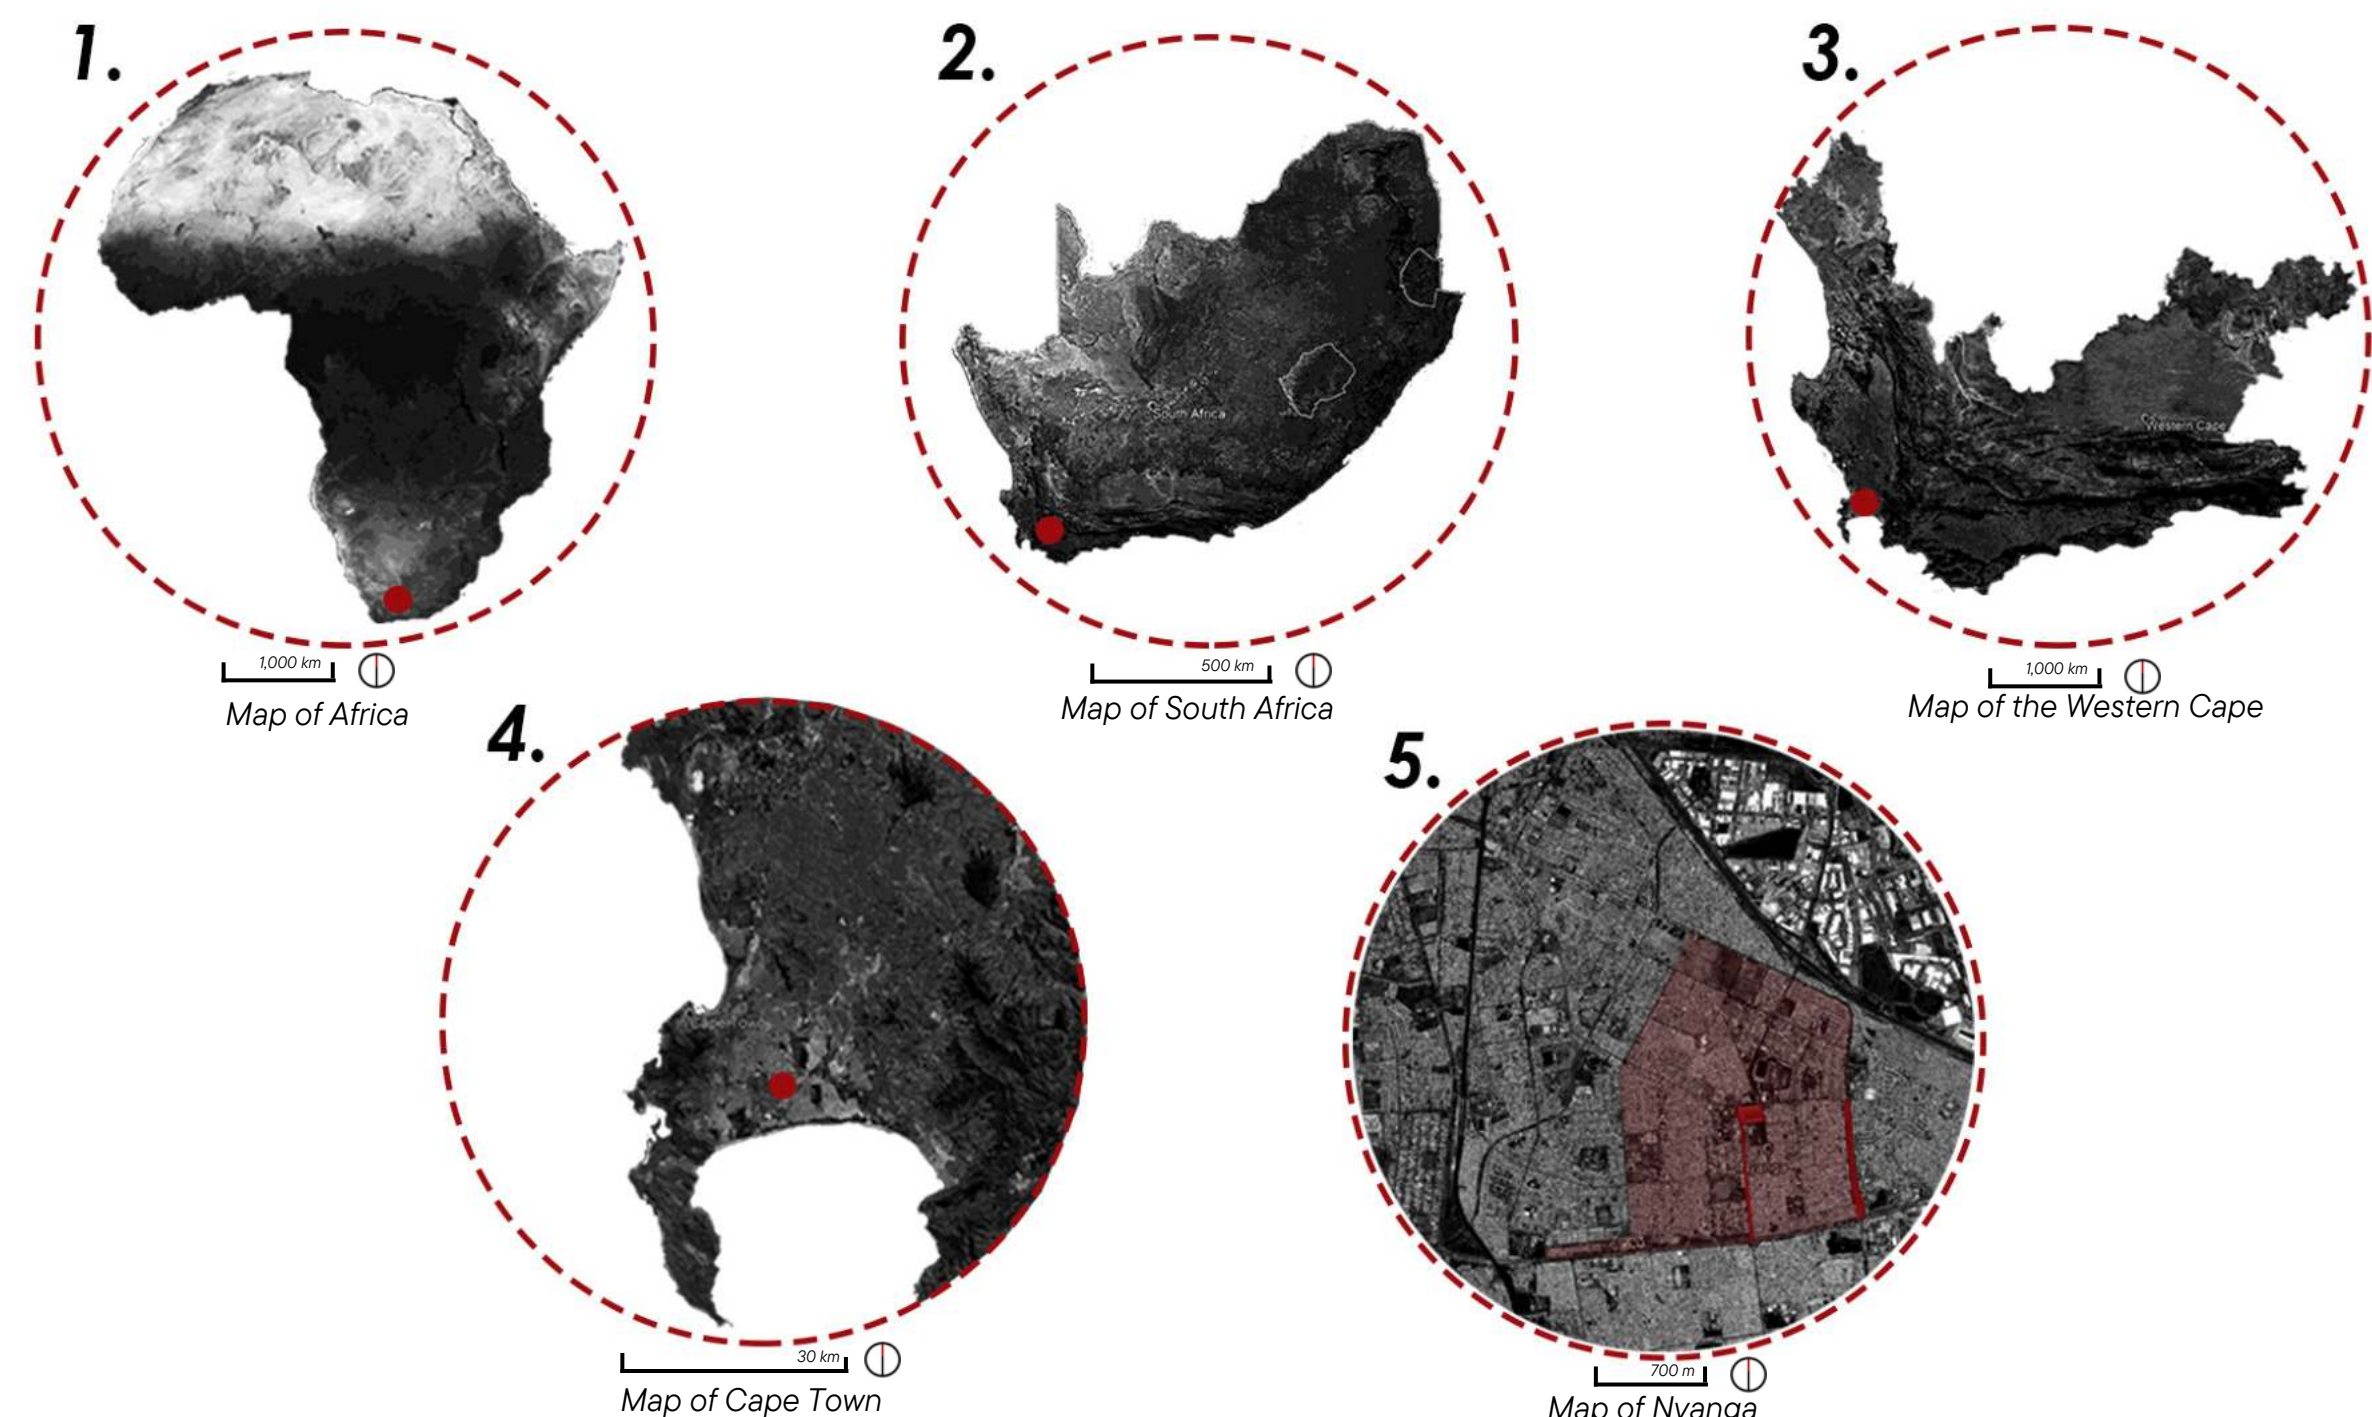 1.
2.
3.
South Africa
Western Cape
1,000 km
500 km
1,000 km
Map of Africa
Map of South Africa
Map of the Western Cape
4.
5.
30 km
700 m
Map of Cape Town
Map of Nyanga